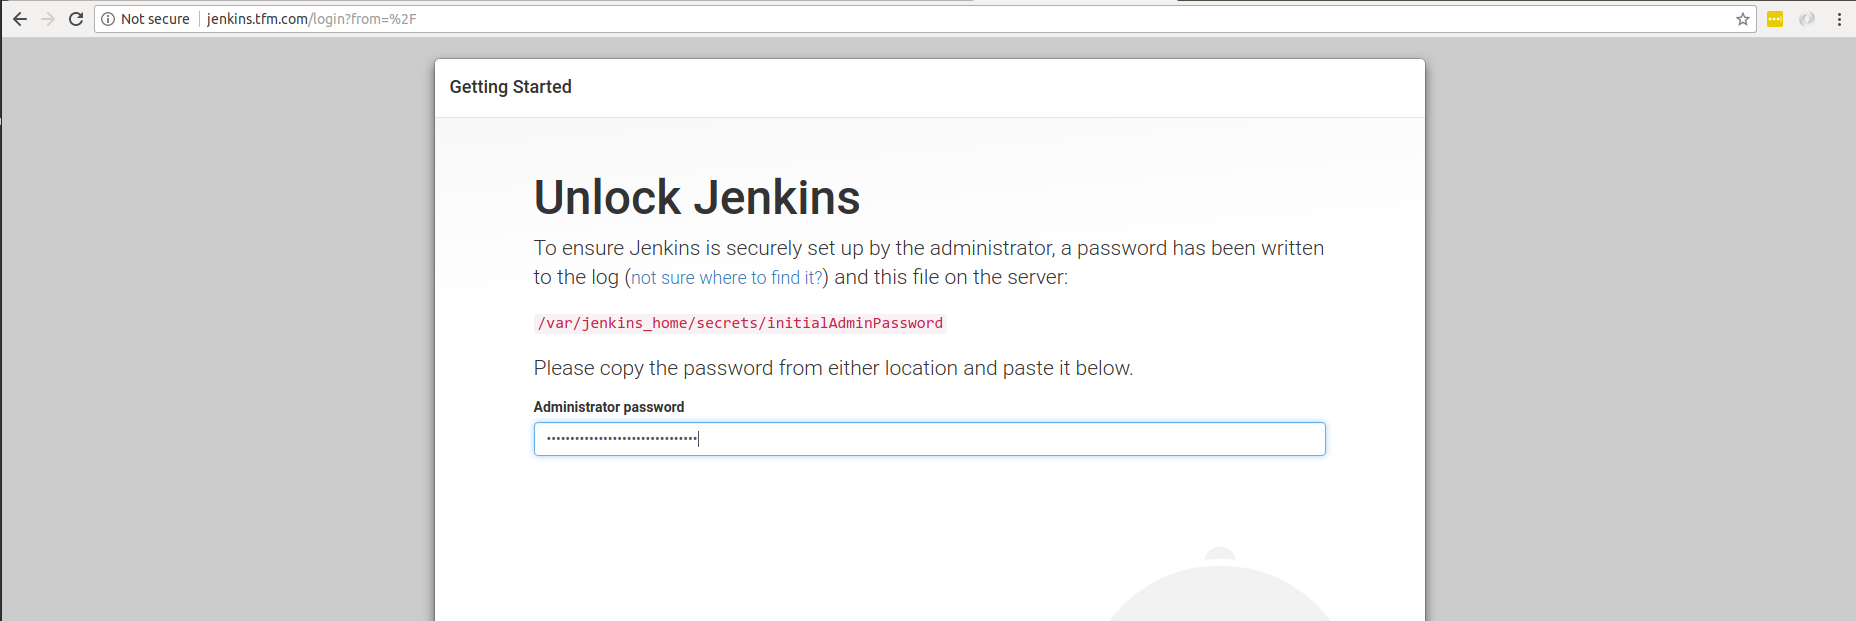 Not secure jenkins.tfm.com/login?from=%2F
Getting Started
Unlock Jenkins
To ensure Jenkins is securely set up by the administrator, a password has been written
to the log (not sure where to find it?) and this file on the server:
/var/jenkins_home/secrets/initialAdminPassword
Please copy the password from either location and paste it below.
Administrator password
••••••••••••••••••••••••••••••••